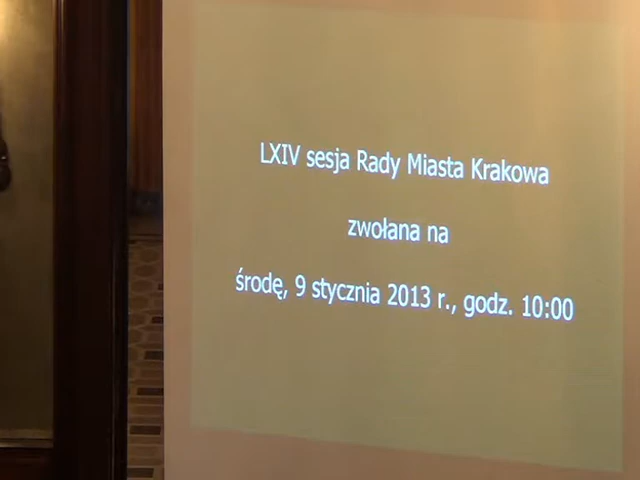 LXIV sesja Rady Miasta Krakowa
zwołana na
środę, 9 stycznia 2013 r., godz. 10:00